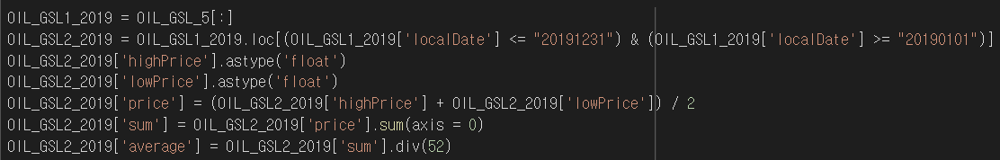 OIL_GSL1_2019 = OIL_GSL_5[:]
OIL_GSL2_2019 = OIL_GSL1_2019.loc[(OIL_GSL1_2019['localDate'] <= "20191231") & (OIL_GSL1_2019['localDate'] >= "20190101")]
OIL_GSL2_2019['highPrice'].astype('float')
OIL_GSL2_2019['lowPrice'].astype('float')
OIL_GSL2_2019['price'] = (OIL_GSL2_2019['highPrice'] + OIL_GSL2_2019['lowPrice']) / 2
OIL_GSL2_2019['sum'] = OIL_GSL2_2019['price'].sum(axis = 0)
OIL_GSL2_2019['average'] = OIL_GSL2_2019['sum'].div(52)